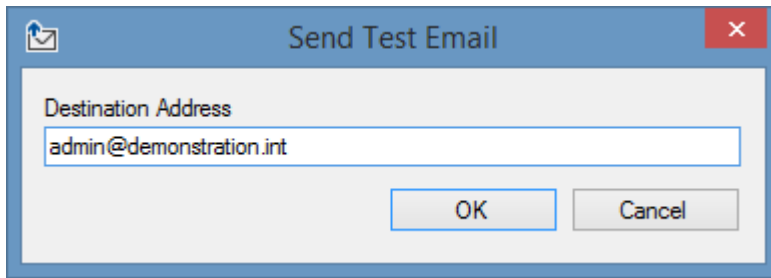 Send Test Email
Destination Address
admin@demonstration.int
OK Cancel